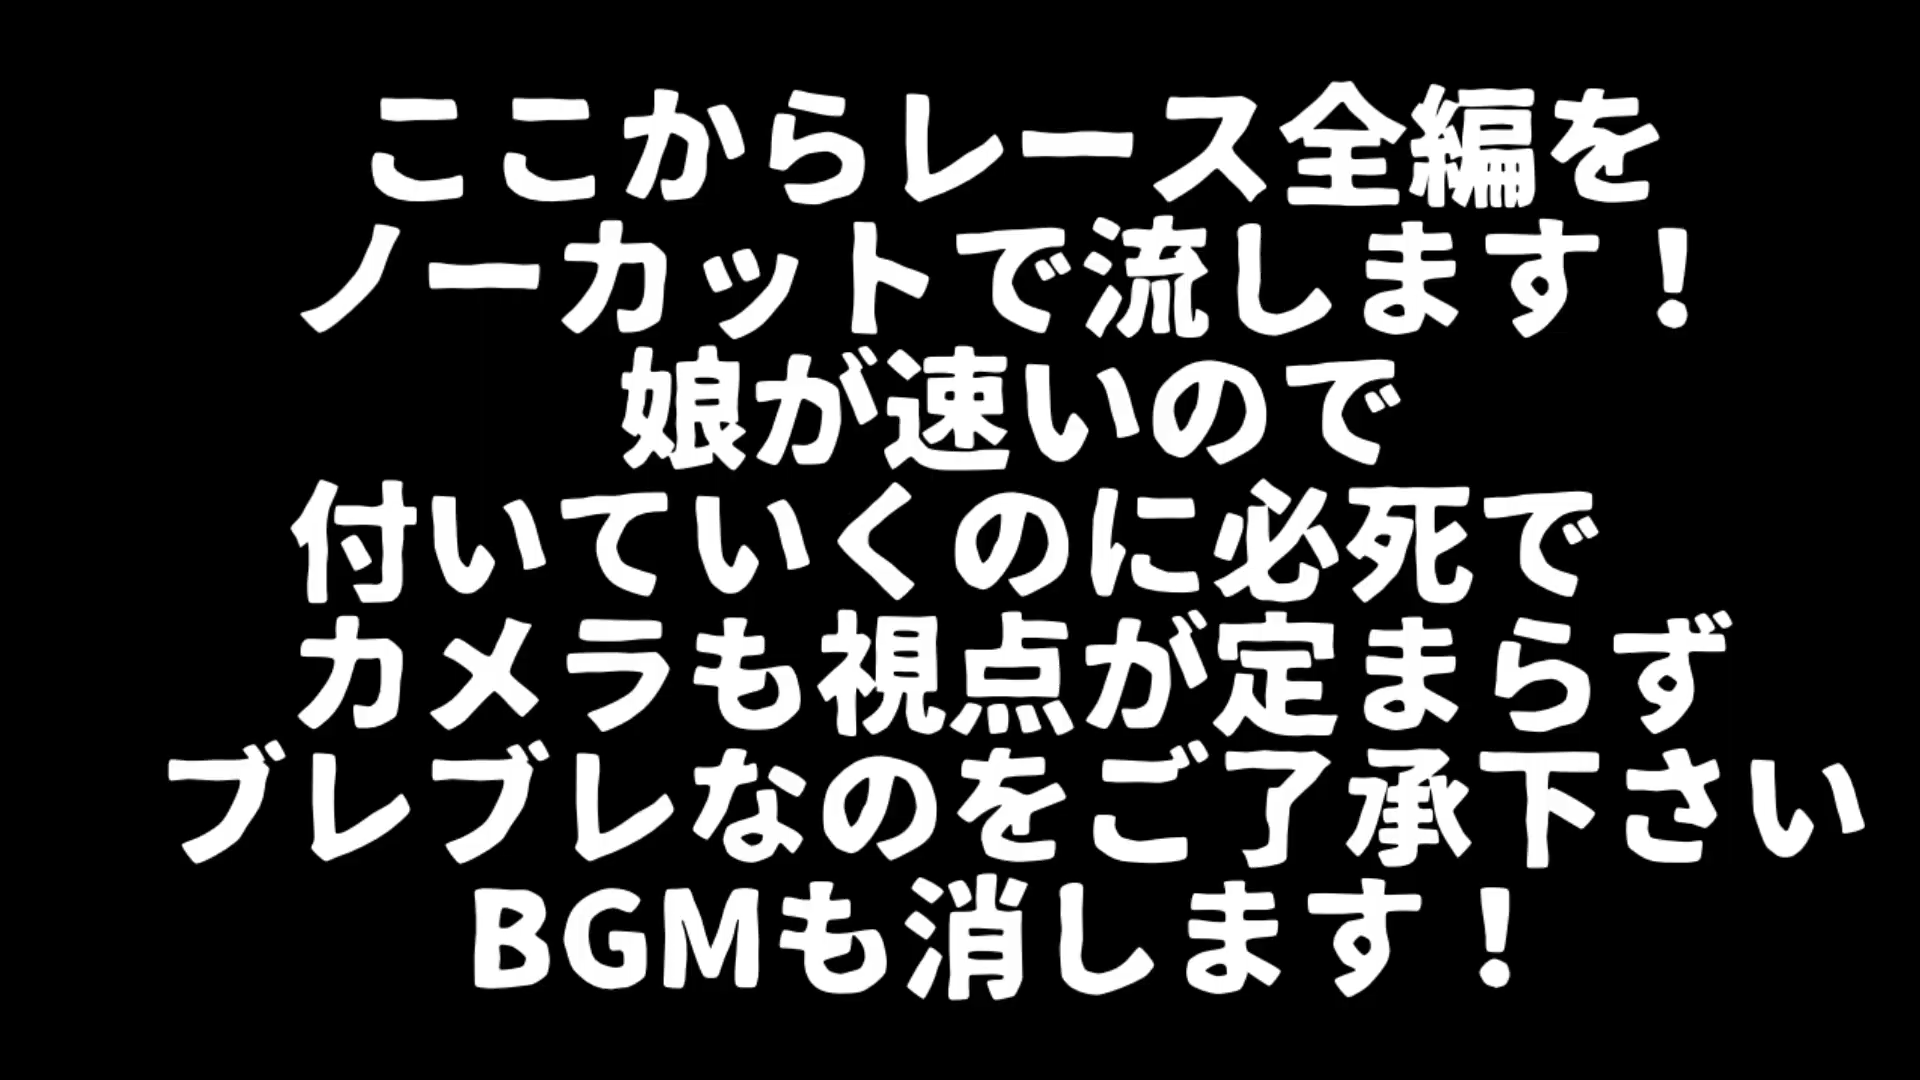 ここからレース全編を
ノーカットで流します！
娘が速いので
付いていくのに必死で
カメラも視点が定まらず
ブレブレなのをご了承下さい
BGMも消します！